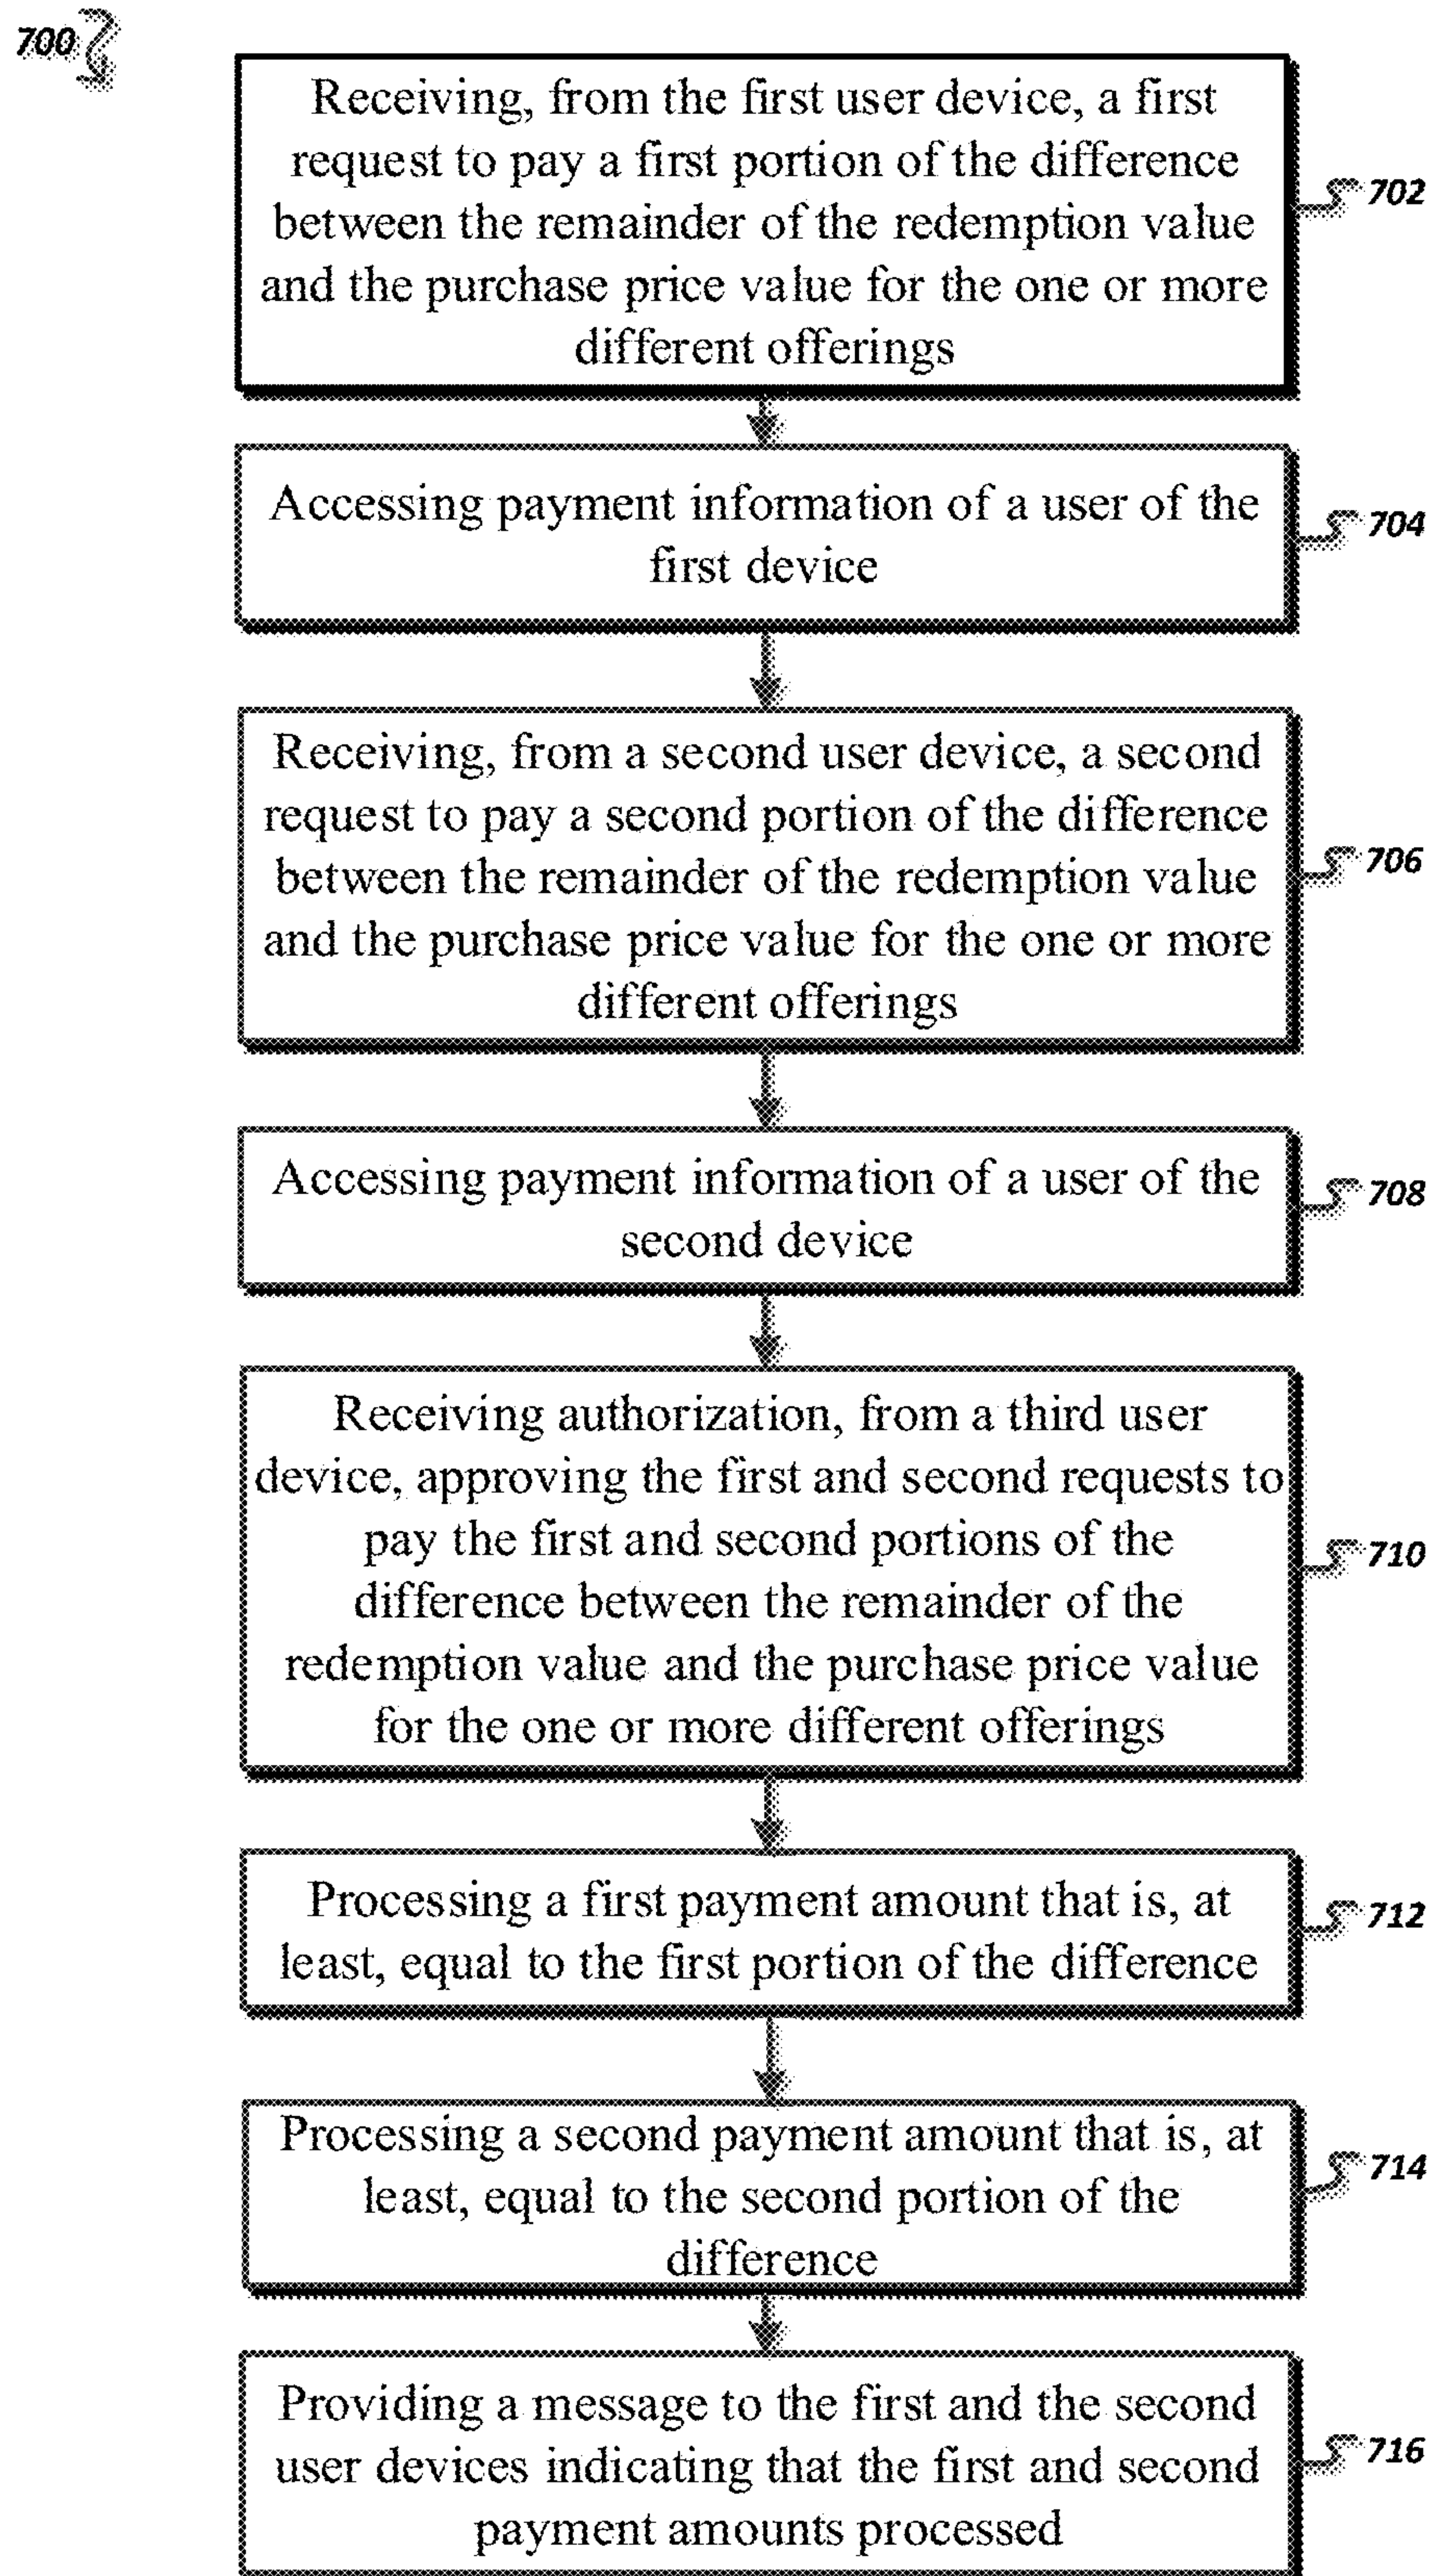 700
Receiving, from the first user device, a first
request to pay a first portion of the difference
between the remainder of the redemption value
and the purchase price value for the one or more
different offerings
702
Accessing payment information of a user of the
first device
704
Receiving, from a second user device, a second
request to pay a second portion of the difference
between the remainder of the redemption value
and the purchase price value for the one or more
different offerings
706
Accessing payment information of a user of the
second device
708
Receiving authorization, from a third user
device, approving the first and second requests to
pay the first and second portions of the
difference between the remainder of the
redemption value and the purchase price value
for the one or more different offerings
710
Processing a first payment amount that is, at
least, equal to the first portion of the difference
712
Processing a second payment amount that is, at
least, equal to the second portion of the
difference
714
Providing a message to the first and the second
user devices indicating that the first and second
payment amounts processed
716